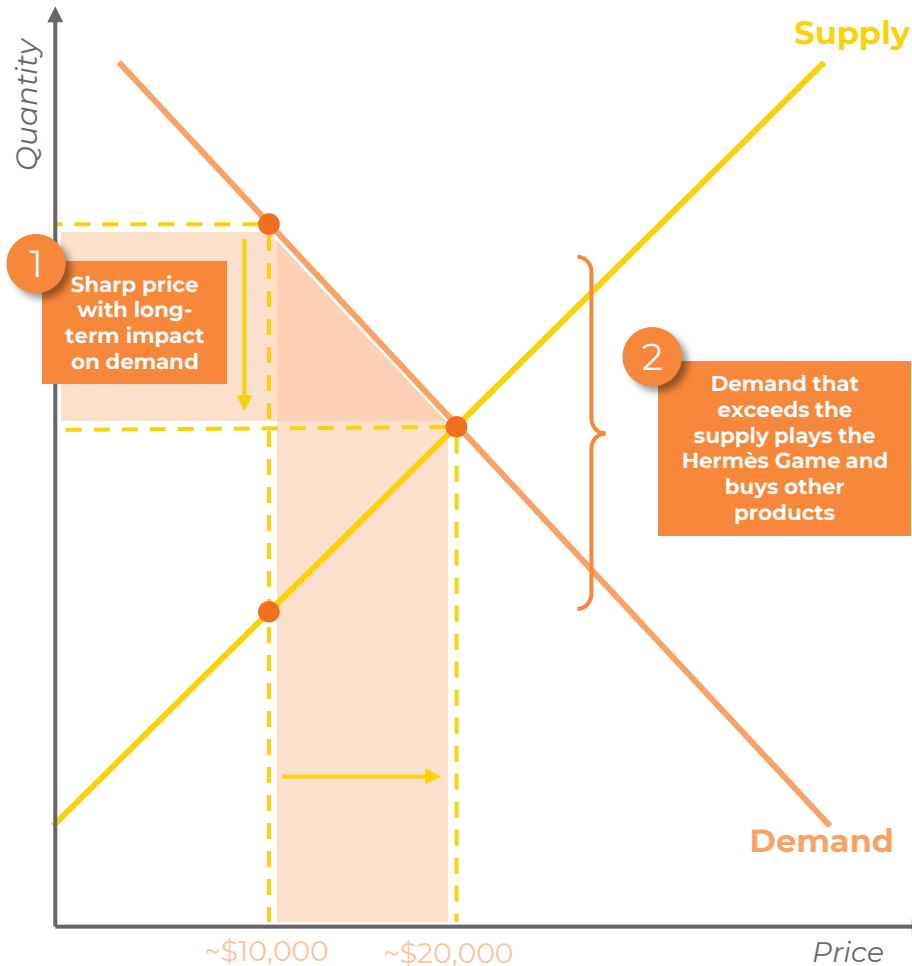 Quantity
Supply
1
Sharp price
with long-
term impact
on demand
2
Demand that
exceeds the
supply plays the
Hermès Game and
buys other
products
Demand
~$10,000
~$20,000
Price